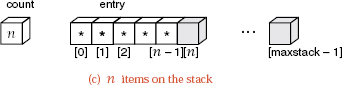 count entry
n * * * * * ...
[0] [1] [2] [n − 1] [n] [maxstack − 1]
(c) n items on the stack